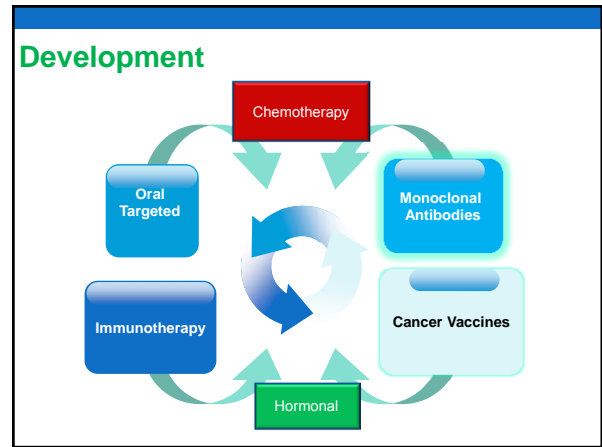 Development
Chemotherapy
Oral
Targeted
Monoclonal
Antibodies
Immunotherapy
Cancer Vaccines
Hormonal